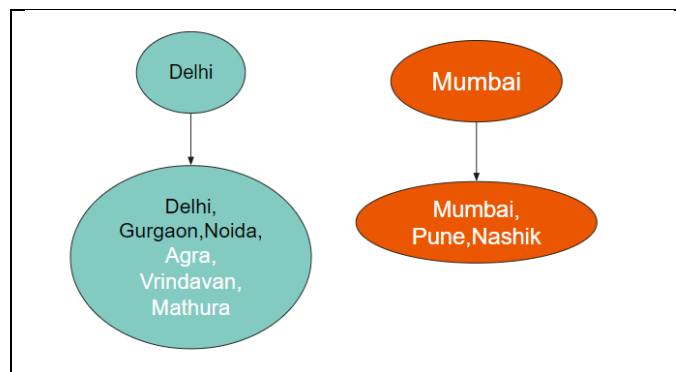 Delhi
Delhi,
Gurgaon,Noida,
Agra,
Vrindavan,
Mathura
Mumbai
Mumbai,
Pune,Nashik